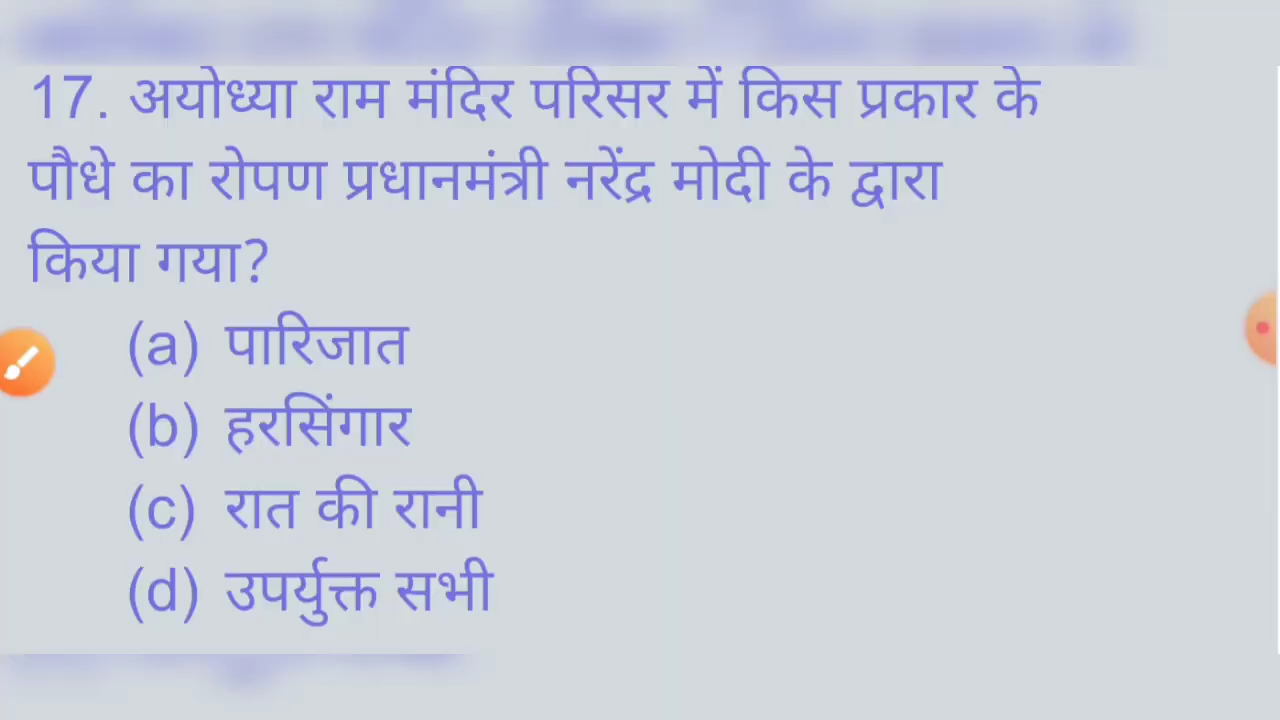 17. अयोध्या राम मंदिर परिसर में किस प्रकार के
पौधे का रोपण प्रधानमंत्री नरेंद्र मोदी के द्वारा
किया गया?
(a) पारिजात
(b) हरसिंगार
(c) रात की रानी
(d) उपर्युक्त सभी